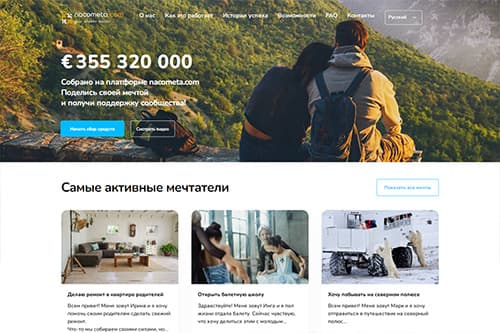 nacometa.com
О нас Как это работает Истории успеха Возможности FAQ Контакты Русский
€ 355 320 000
Собрано на платформе nacometa.com
Поделись своей мечтой
и получи поддержку сообщества!
Начать сбор средств Смотреть видео
Самые активные мечтатели
Показать все мечты
Делаю ремонт в квартире родителей
Всем привет! Меня зовут Ирина и я хочу
помочь своим родителям сделать свежий
ремонт.
Что-то мы собираем своими силами, но...
Открыть балетную школу
Здравствуйте! Меня зовут Инга и я пол
жизни отдала балету. Сейчас чувствую,
что хочу делиться этим с молодым...
Хочу побывать на северном полюсе
Всем привет! Меня зовут Марк и я хочу
отправиться в путешествие на северный
полюс...